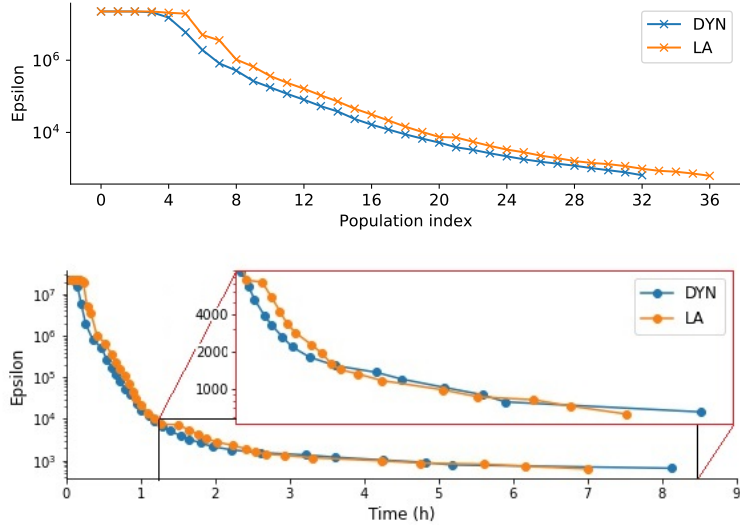 DYN
LA
10^6
10^4
Epsilon
0 4 8 12 16 20 24 28 32 36
Population index
DYN
LA
4000
2000
1000
10^7
10^6
10^5
10^4
10^3
Epsilon
0 1 2 3 4 5 6 7 8 9
Time (h)